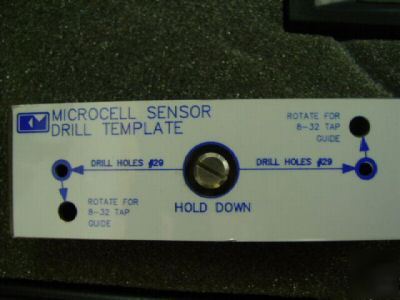 KM
MICROCELL SENSOR
DRILL TEMPLATE
ROTATE FOR
8-32 TAP
GUIDE
DRILL HOLES #29
DRILL HOLES #29
ROTATE FOR
8-32 TAP
GUIDE
HOLD DOWN